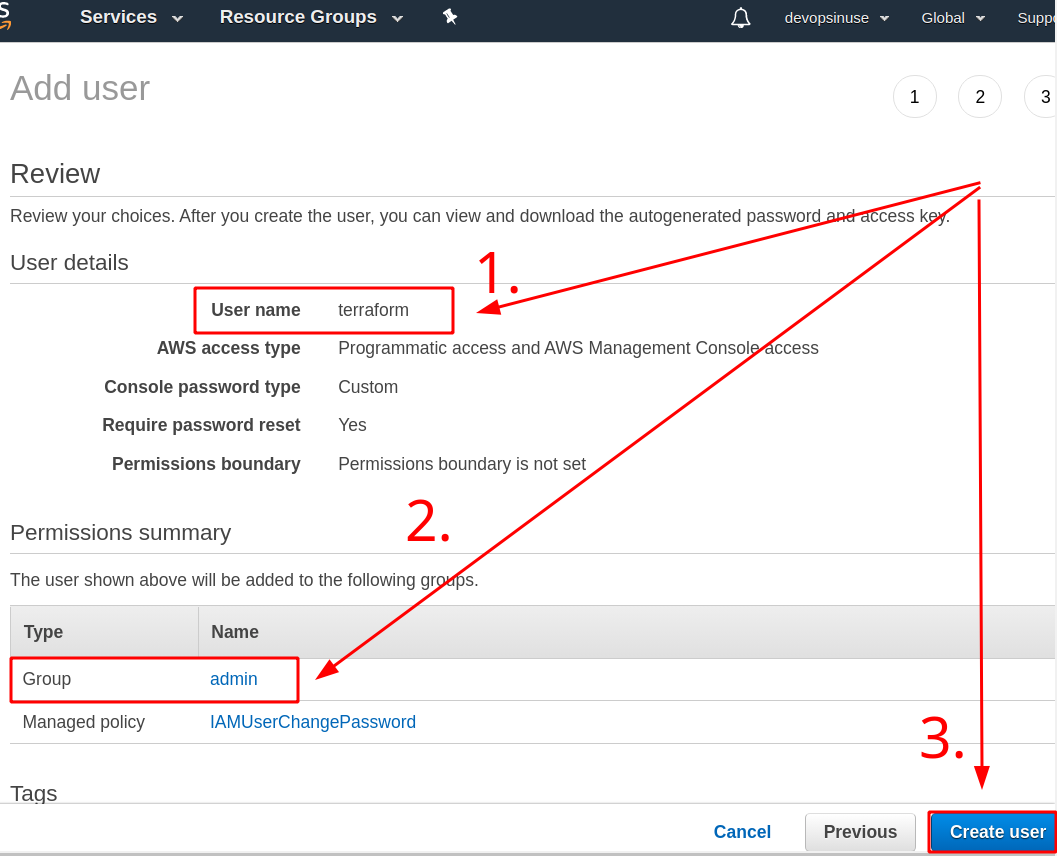 Services Resource Groups devopsinuse Global
Add user 1 2 3
Review
Review your choices. After you create the user, you can view and download the autogenerated password and access key.
User details
1.
User name terraform
AWS access type Programmatic access and AWS Management Console access
Console password type Custom
Require password reset Yes
Permissions boundary Permissions boundary is not set
2.
Permissions summary
The user shown above will be added to the following groups.
Type Name
Group admin
Managed policy IAMUserChangePassword
3.
Tags
Cancel Previous Create user